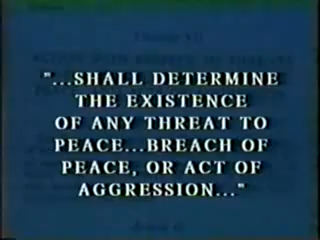 "...SHALL DETERMINE
THE EXISTENCE
OF ANY THREAT TO
PEACE...BREACH OF
PEACE, OR ACT OF
AGGRESSION..."